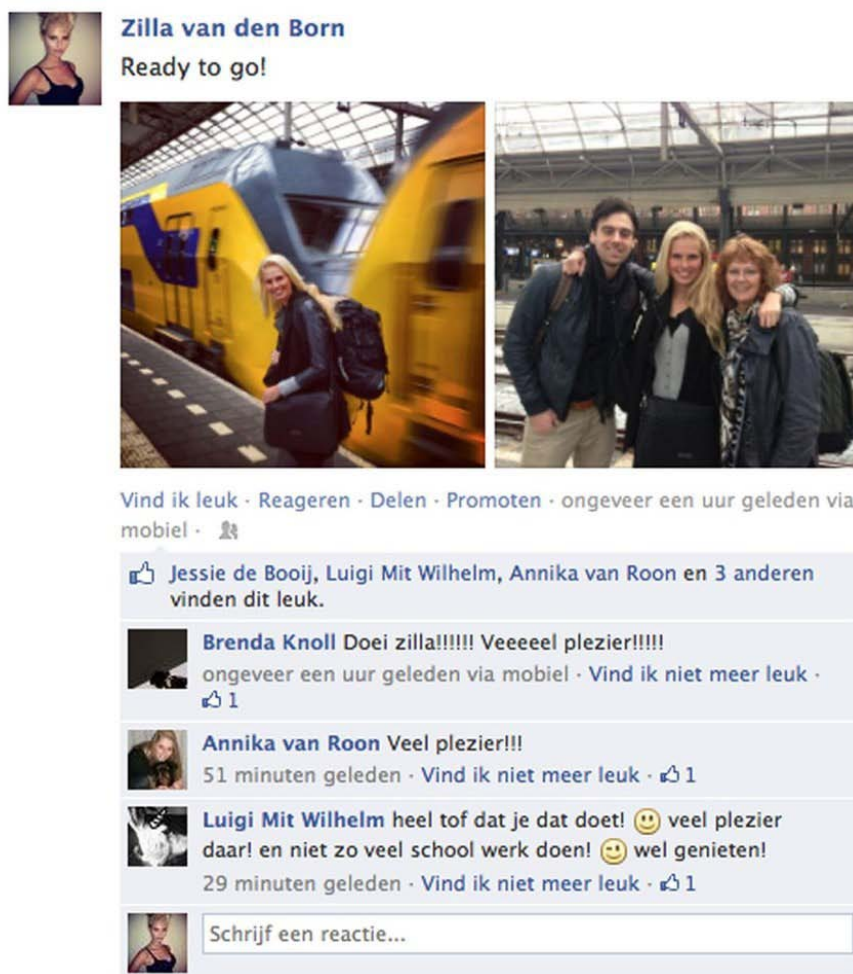 Zilla van den Born
Ready to go!
Vind ik leuk · Reageren · Delen · Promoten · ongeveer een uur geleden via
mobiel ·
Jessie de Booij, Luigi Mit Wilhelm, Annika van Roon en 3 anderen
vinden dit leuk.
Brenda Knoll Doei zilla!!!!!! Veeeeel plezier!!!!!
ongeveer een uur geleden via mobiel · Vind ik niet meer leuk ·
1
Annika van Roon Veel plezier!!!
51 minuten geleden · Vind ik niet meer leuk · 1
Luigi Mit Wilhelm heel tof dat je dat doet! veel plezier
daar! en niet zo veel school werk doen! wel genieten!
29 minuten geleden · Vind ik niet meer leuk · 1
Schrijf een reactie...